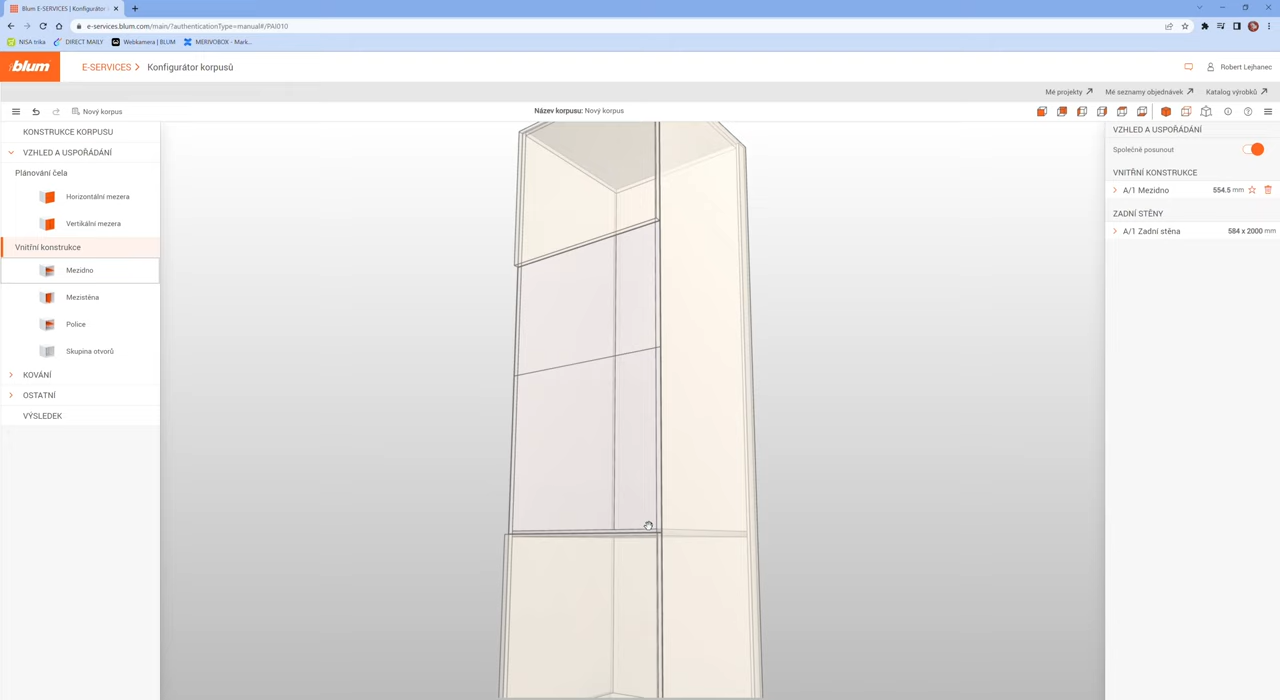 Blum E-SERVICES | Konfigurátor
e-services.blum.com/main/?authenticationType=manual#/PAI010
NISA trika
DIRECT MAILY
Webkamera | BLUM
MERIVOBOX - Mark...
blum
E-SERVICES
Konfigurátor korpusů
Robert Lejhanec
Mé projekty
Mé seznamy objednávek
Katalog výrobků
Nový korpus
Název korpusu: Nový korpus
KONSTRUKCE KORPUSU
VZHLED A USPOŘÁDÁNÍ
Plánování čela
Horizontální mezera
Vertikální mezera
Vnitřní konstrukce
Mezidno
Mezistěna
Police
Skupina otvorů
KOVÁNÍ
OSTATNÍ
VÝSLEDEK
VZHLED A USPOŘÁDÁNÍ
Společné posunout
VNITŘNÍ KONSTRUKCE
A/1 Mezidno 554.5 mm
ZADNÍ STĚNY
A/1 Zadní stěna 584 x 2000 mm